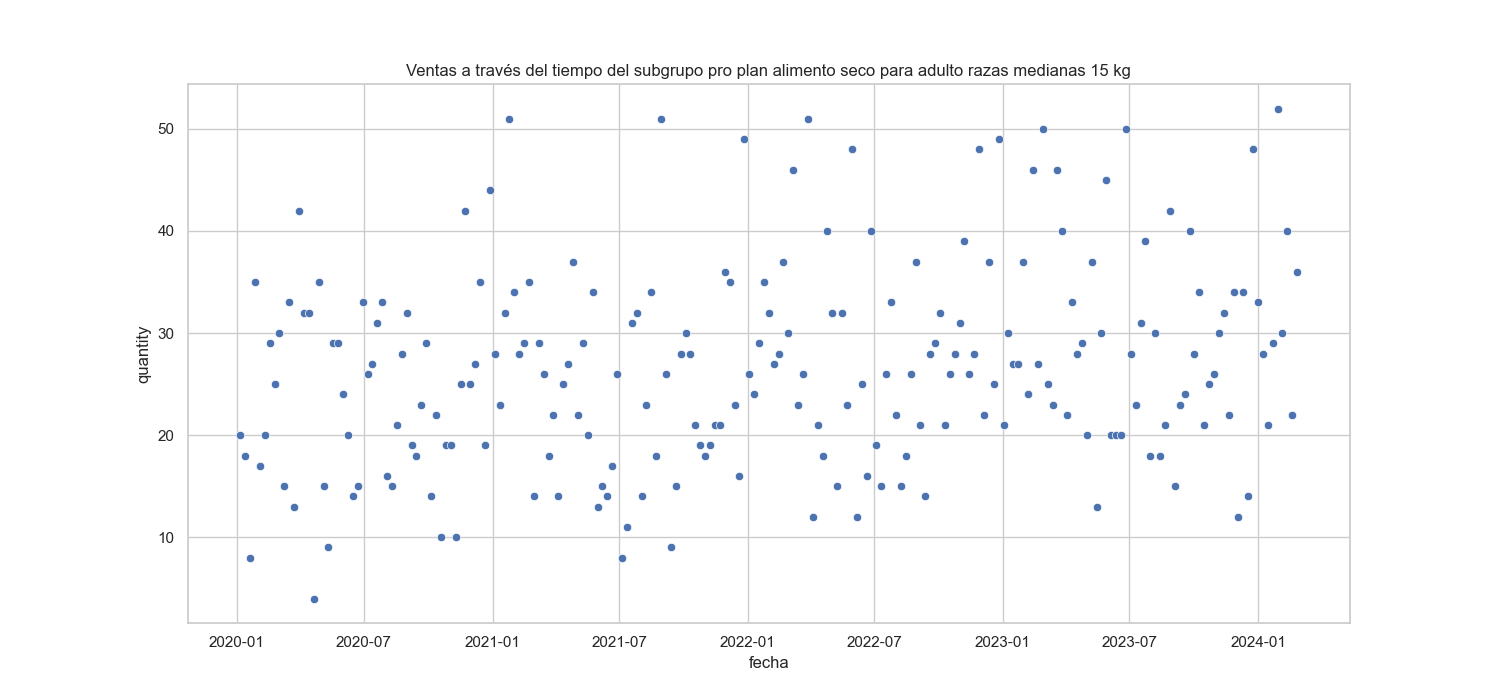 Ventas a través del tiempo del subgrupo pro plan alimento seco para adulto razas medianas 15 kg
quantity
50
40
30
20
10
2020-01 2020-07 2021-01 2021-07 2022-01 2022-07 2023-01 2023-07 2024-01
fecha